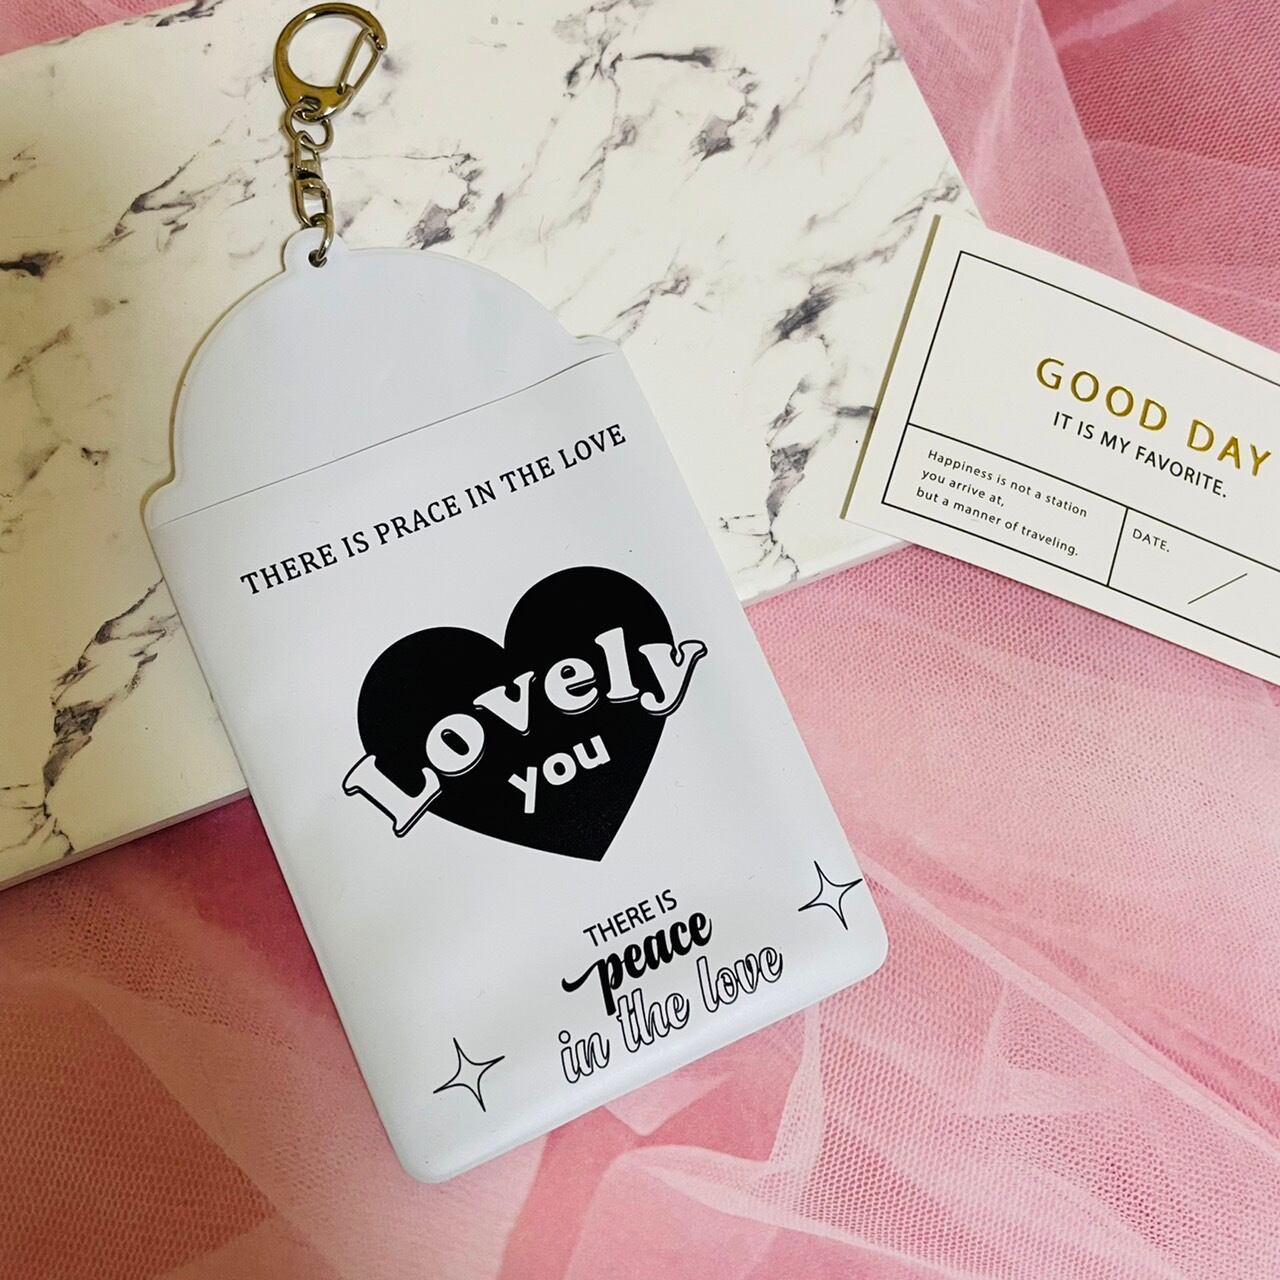 THERE IS PRACE IN THE LOVE
Lovely
you
THERE IS
peace
in the love
GOOD DAY
IT IS MY FAVORITE.
Happiness is not a station
you arrive at,
but a manner of traveling.
DATE.
/